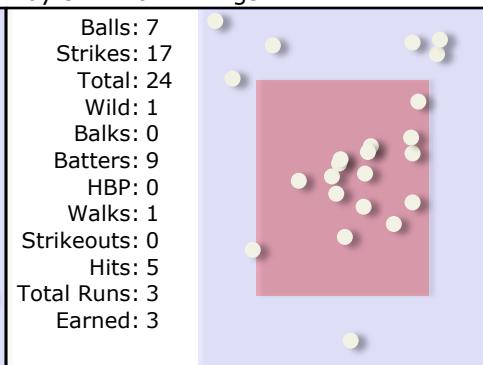 Balls: 7
Strikes: 17
Total: 24
Wild: 1
Balks: 0
Batters: 9
HBP: 0
Walks: 1
Strikeouts: 0
Hits: 5
Total Runs: 3
Earned: 3